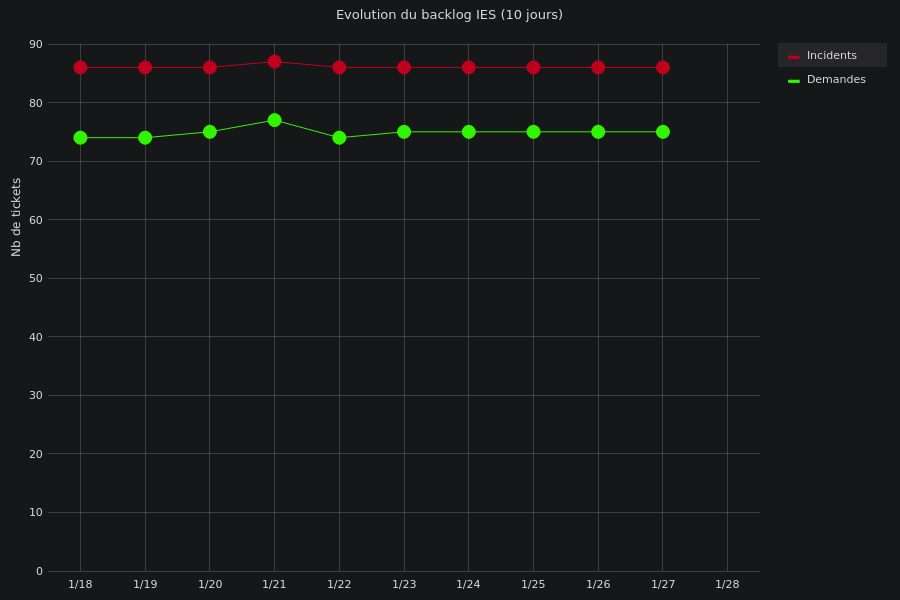 Evolution du backlog IES (10 jours)
Incidents
Demandes
Nb de tickets
90
80
70
60
50
40
30
20
10
0
1/18 1/19 1/20 1/21 1/22 1/23 1/24 1/25 1/26 1/27 1/28